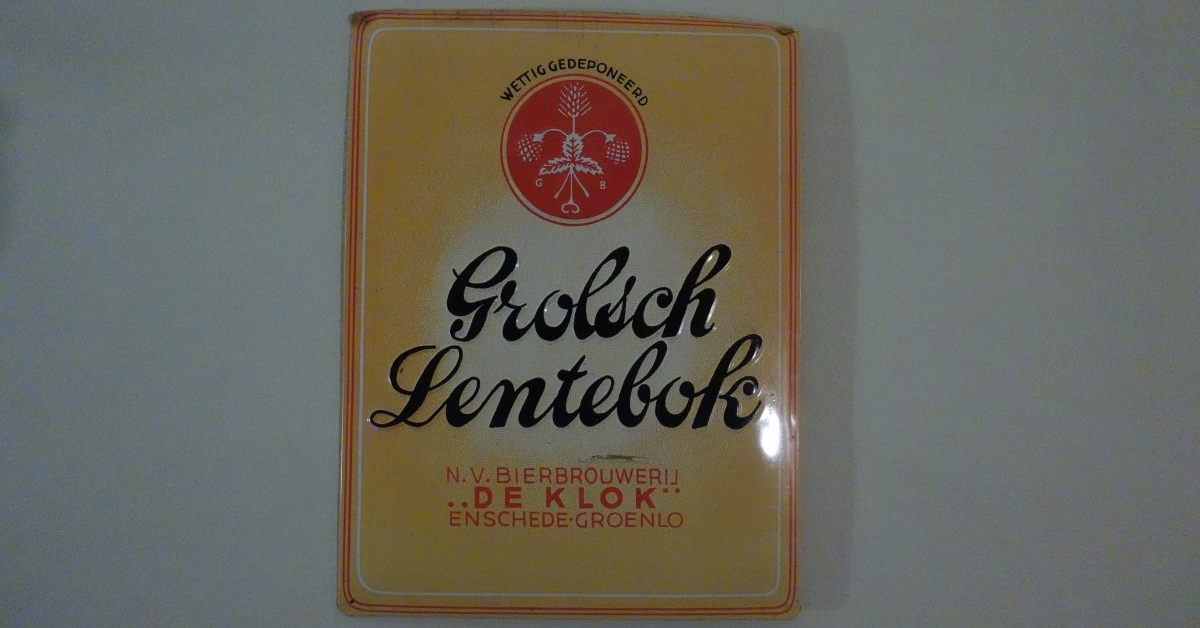 WETTIG GEDEPONEERD
G B
Grolsch
Lentebok
N.V. BIERBROUWERIJ
„DE KLOK"
ENSCHEDE·GROENLO